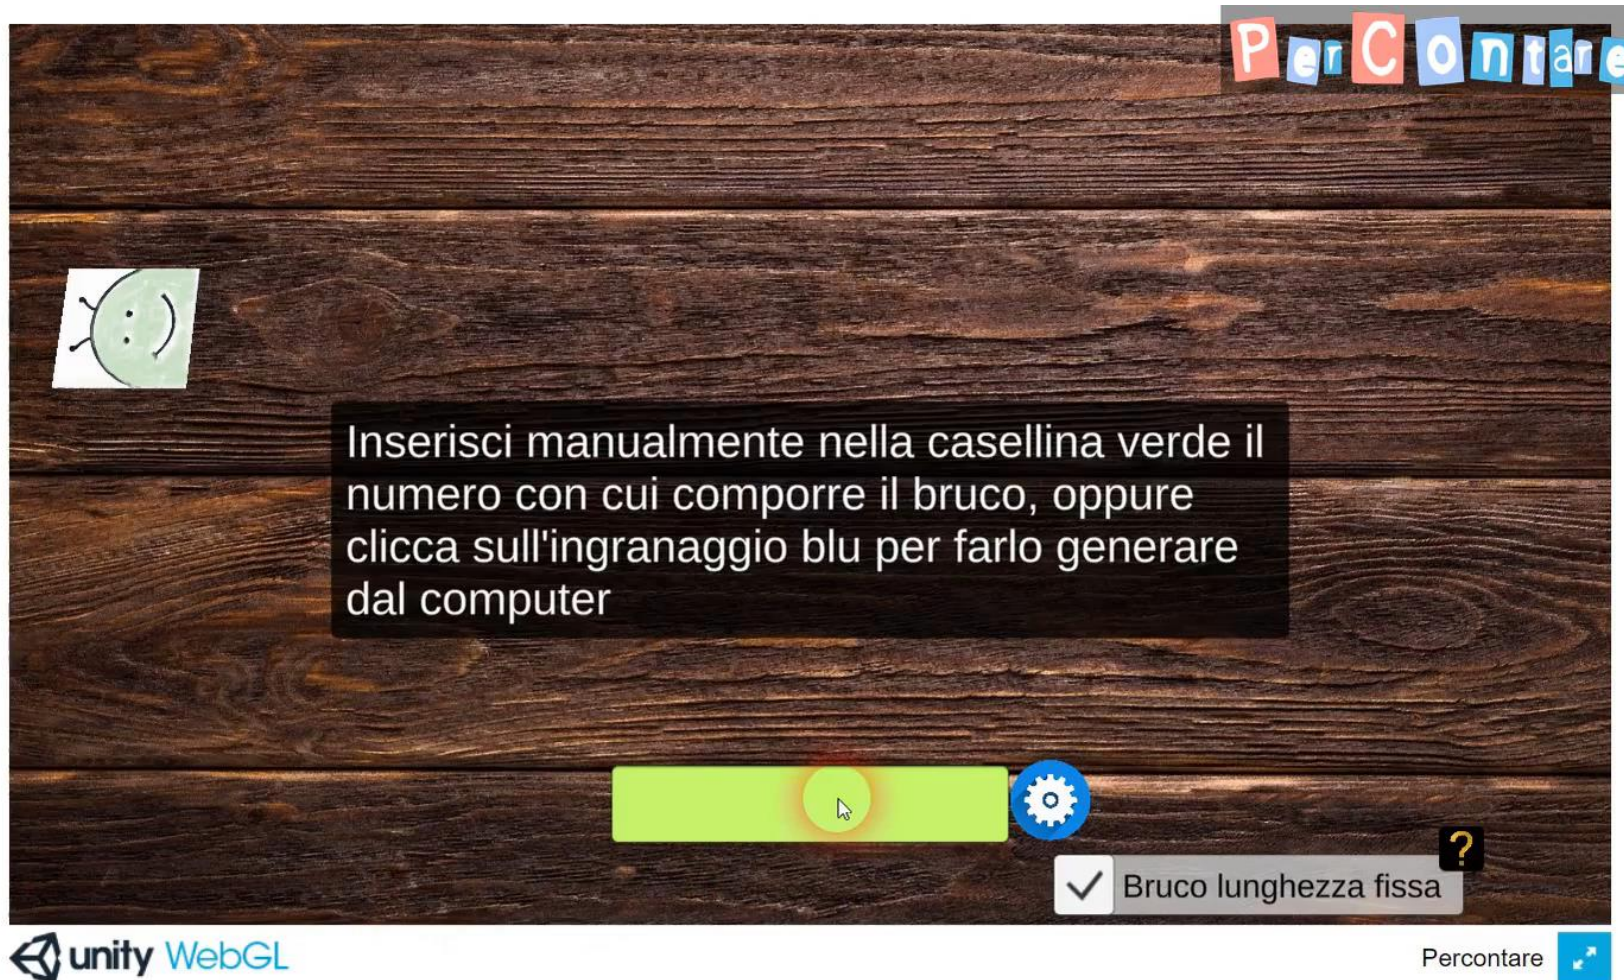 PerContare
Inserisci manualmente nella casellina verde il
numero con cui comporre il bruco, oppure
clicca sull'ingranaggio blu per farlo generare
dal computer
?
Bruco lunghezza fissa
unity WebGL
Percontare